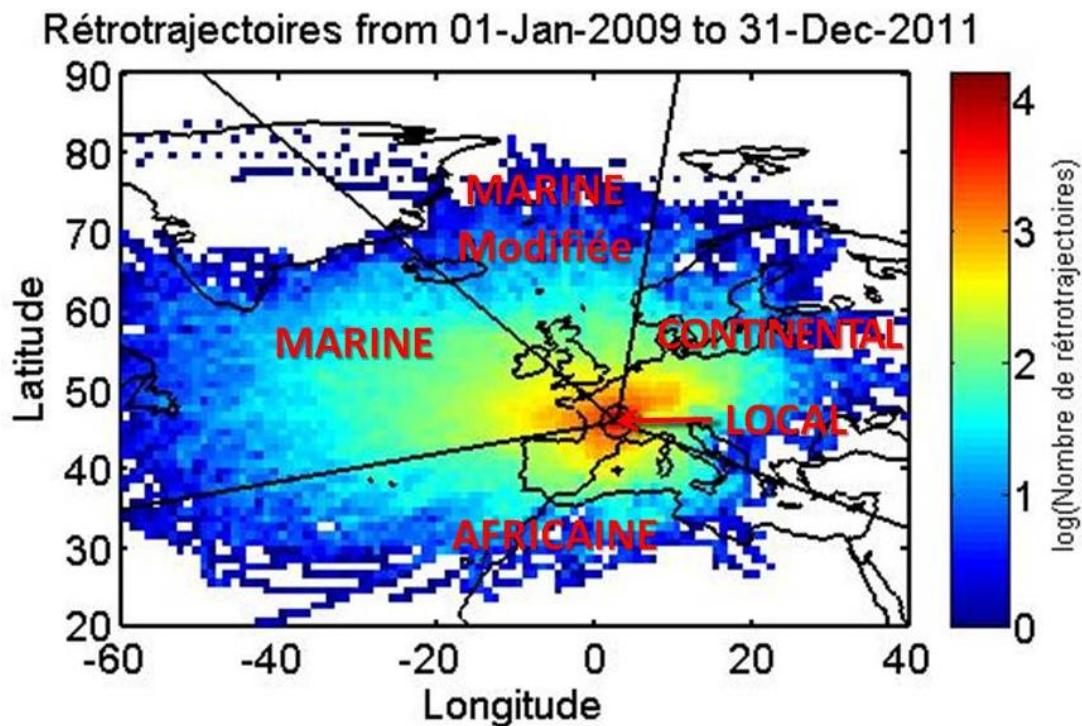 Rétrotrajectoires from 01-Jan-2009 to 31-Dec-2011
90
80
70
60
50
40
30
20
Latitude
MARINE
Modifiée
MARINE
CONTINENTAL
LOCAL
AFRICAINE
-60 -40 -20 0 20 40
Longitude
4
3
2
1
0
log(Nombre de rétrotrajectoires)